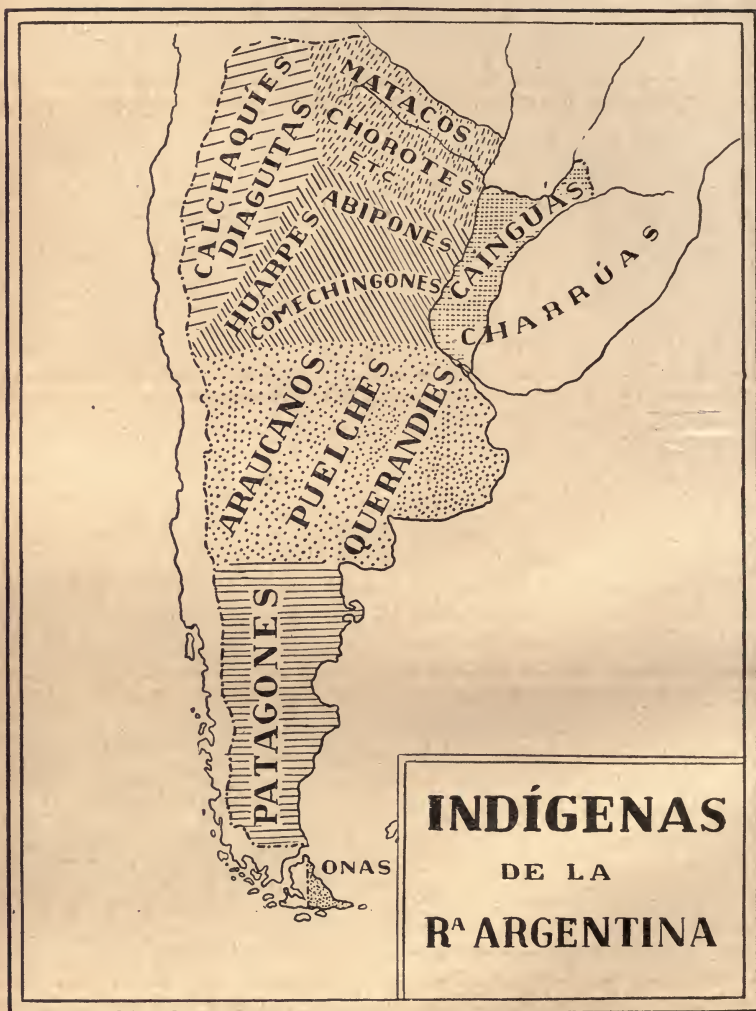 MATACOS
CHOROTES
ETC
CALCHAQUÍES
DIAGUITAS
ABIPONES
HUARPES
COMECHINGONES
CAINGUÁS
CHARRÚAS
ARAUCANOS
PUELCHES
QUERANDÍES
PATAGONES
ONAS
INDÍGENAS
DE LA
Rᴬ ARGENTINA